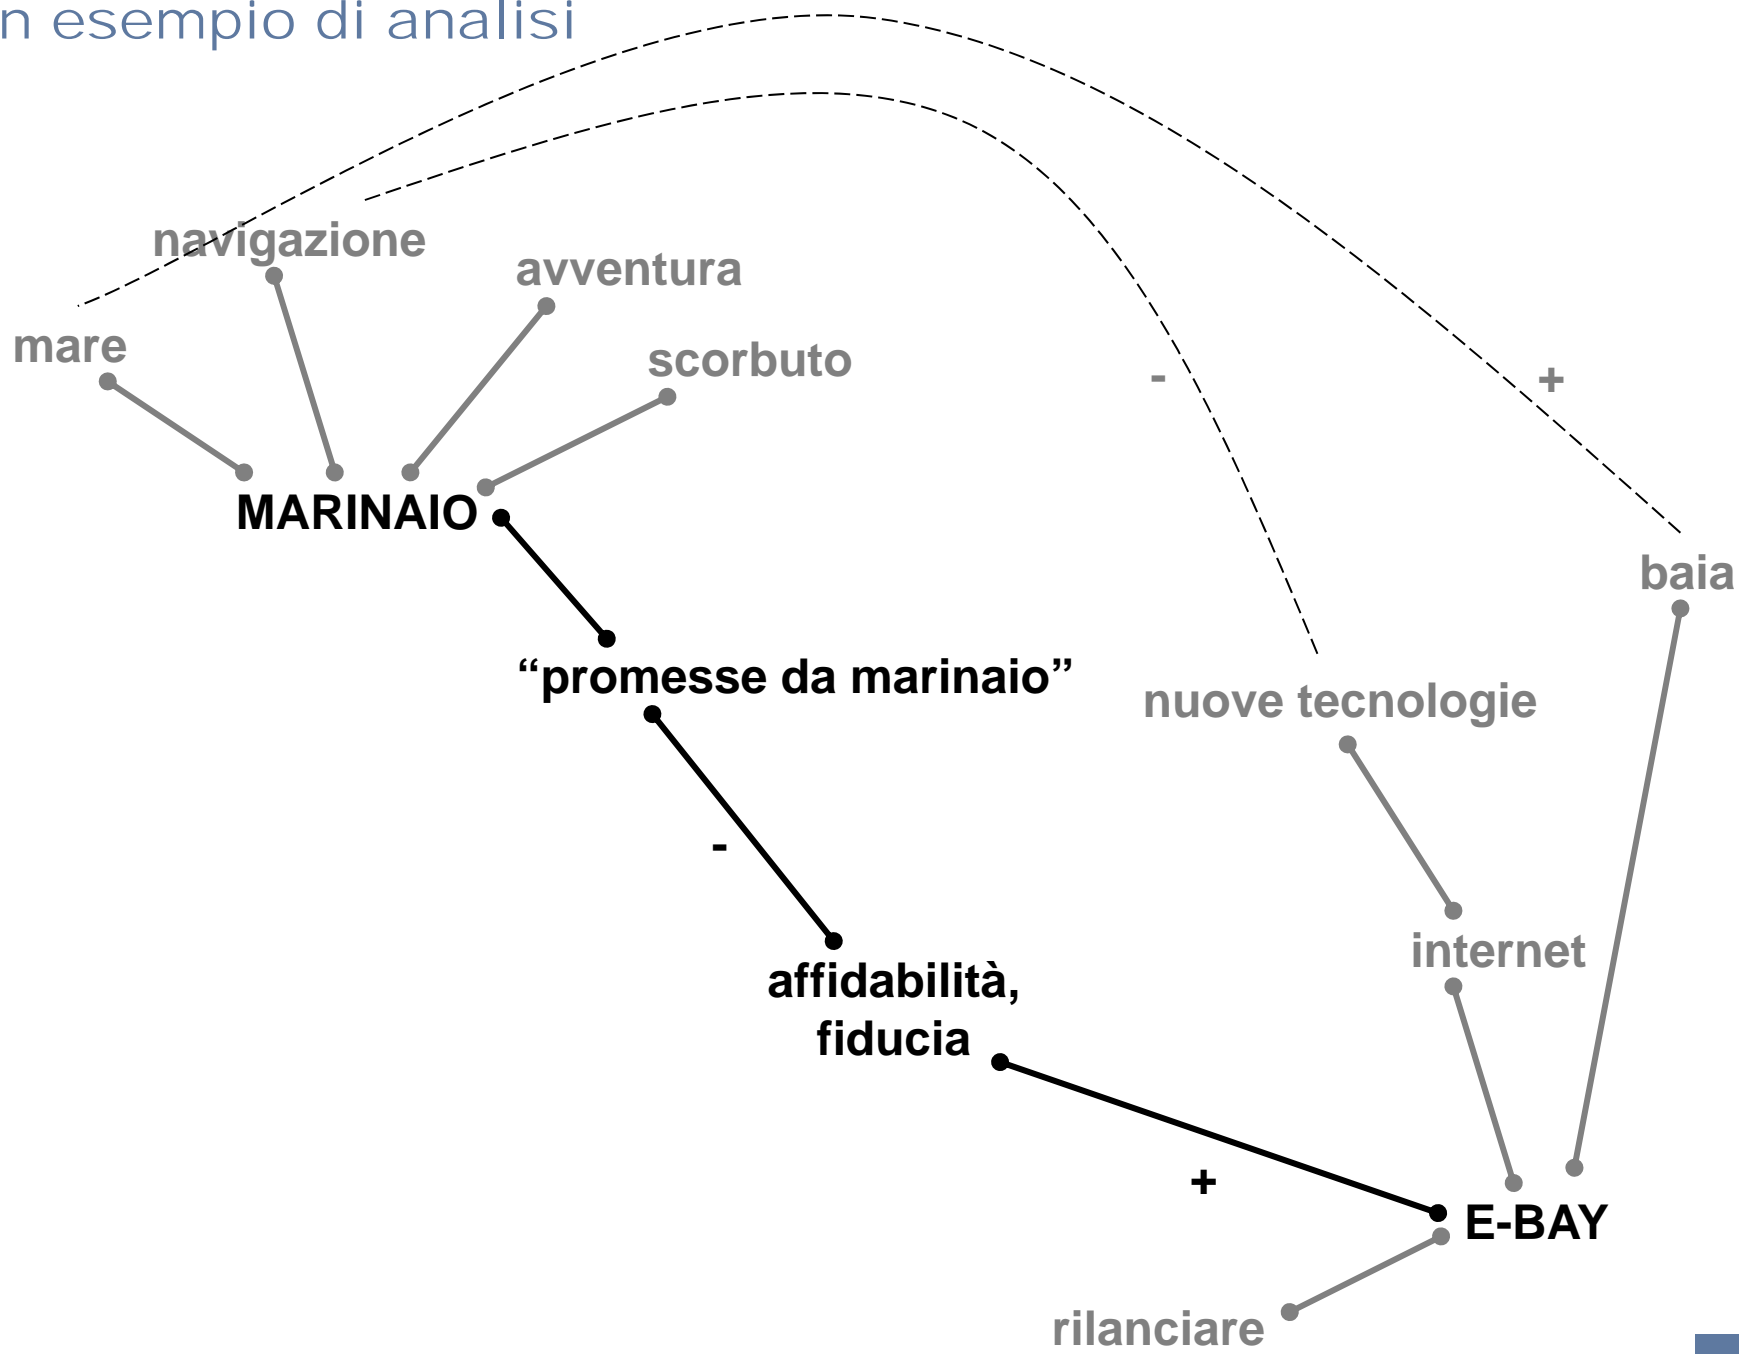 n esempio di analisi
navigazione
avventura
mare
scorbuto
-
+
MARINAIO
baia
“promesse da marinaio”
nuove tecnologie
-
internet
affidabilità,
fiducia
+
E-BAY
rilanciare